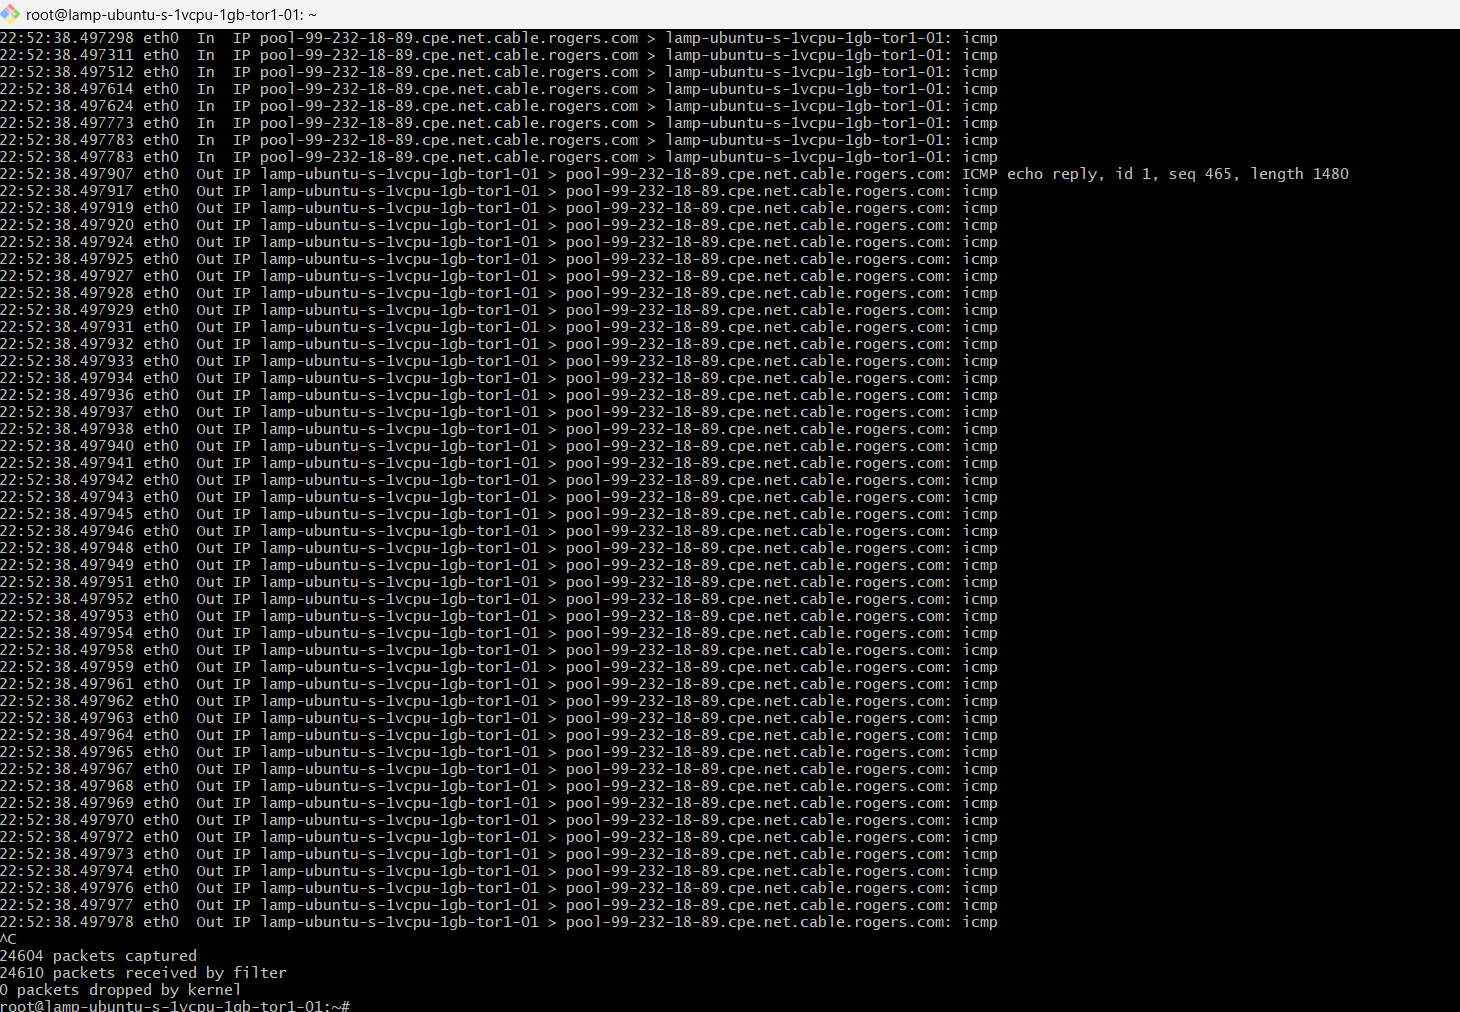 root@lamp-ubuntu-s-1vcpu-1gb-tor1-01: ~
22:52:38.497298 eth0  In  IP pool-99-232-18-89.cpe.net.cable.rogers.com > lamp-ubuntu-s-1vcpu-1gb-tor1-01: icmp
22:52:38.497311 eth0  In  IP pool-99-232-18-89.cpe.net.cable.rogers.com > lamp-ubuntu-s-1vcpu-1gb-tor1-01: icmp
22:52:38.497512 eth0  In  IP pool-99-232-18-89.cpe.net.cable.rogers.com > lamp-ubuntu-s-1vcpu-1gb-tor1-01: icmp
22:52:38.497614 eth0  In  IP pool-99-232-18-89.cpe.net.cable.rogers.com > lamp-ubuntu-s-1vcpu-1gb-tor1-01: icmp
22:52:38.497624 eth0  In  IP pool-99-232-18-89.cpe.net.cable.rogers.com > lamp-ubuntu-s-1vcpu-1gb-tor1-01: icmp
22:52:38.497773 eth0  In  IP pool-99-232-18-89.cpe.net.cable.rogers.com > lamp-ubuntu-s-1vcpu-1gb-tor1-01: icmp
22:52:38.497783 eth0  In  IP pool-99-232-18-89.cpe.net.cable.rogers.com > lamp-ubuntu-s-1vcpu-1gb-tor1-01: icmp
22:52:38.497783 eth0  In  IP pool-99-232-18-89.cpe.net.cable.rogers.com > lamp-ubuntu-s-1vcpu-1gb-tor1-01: icmp
22:52:38.497907 eth0  Out IP lamp-ubuntu-s-1vcpu-1gb-tor1-01 > pool-99-232-18-89.cpe.net.cable.rogers.com: ICMP echo reply, id 1, seq 465, length 1480
22:52:38.497917 eth0  Out IP lamp-ubuntu-s-1vcpu-1gb-tor1-01 > pool-99-232-18-89.cpe.net.cable.rogers.com: icmp
22:52:38.497919 eth0  Out IP lamp-ubuntu-s-1vcpu-1gb-tor1-01 > pool-99-232-18-89.cpe.net.cable.rogers.com: icmp
22:52:38.497920 eth0  Out IP lamp-ubuntu-s-1vcpu-1gb-tor1-01 > pool-99-232-18-89.cpe.net.cable.rogers.com: icmp
22:52:38.497924 eth0  Out IP lamp-ubuntu-s-1vcpu-1gb-tor1-01 > pool-99-232-18-89.cpe.net.cable.rogers.com: icmp
22:52:38.497925 eth0  Out IP lamp-ubuntu-s-1vcpu-1gb-tor1-01 > pool-99-232-18-89.cpe.net.cable.rogers.com: icmp
22:52:38.497927 eth0  Out IP lamp-ubuntu-s-1vcpu-1gb-tor1-01 > pool-99-232-18-89.cpe.net.cable.rogers.com: icmp
22:52:38.497928 eth0  Out IP lamp-ubuntu-s-1vcpu-1gb-tor1-01 > pool-99-232-18-89.cpe.net.cable.rogers.com: icmp
22:52:38.497929 eth0  Out IP lamp-ubuntu-s-1vcpu-1gb-tor1-01 > pool-99-232-18-89.cpe.net.cable.rogers.com: icmp
22:52:38.497931 eth0  Out IP lamp-ubuntu-s-1vcpu-1gb-tor1-01 > pool-99-232-18-89.cpe.net.cable.rogers.com: icmp
22:52:38.497932 eth0  Out IP lamp-ubuntu-s-1vcpu-1gb-tor1-01 > pool-99-232-18-89.cpe.net.cable.rogers.com: icmp
22:52:38.497933 eth0  Out IP lamp-ubuntu-s-1vcpu-1gb-tor1-01 > pool-99-232-18-89.cpe.net.cable.rogers.com: icmp
22:52:38.497934 eth0  Out IP lamp-ubuntu-s-1vcpu-1gb-tor1-01 > pool-99-232-18-89.cpe.net.cable.rogers.com: icmp
22:52:38.497936 eth0  Out IP lamp-ubuntu-s-1vcpu-1gb-tor1-01 > pool-99-232-18-89.cpe.net.cable.rogers.com: icmp
22:52:38.497937 eth0  Out IP lamp-ubuntu-s-1vcpu-1gb-tor1-01 > pool-99-232-18-89.cpe.net.cable.rogers.com: icmp
22:52:38.497938 eth0  Out IP lamp-ubuntu-s-1vcpu-1gb-tor1-01 > pool-99-232-18-89.cpe.net.cable.rogers.com: icmp
22:52:38.497940 eth0  Out IP lamp-ubuntu-s-1vcpu-1gb-tor1-01 > pool-99-232-18-89.cpe.net.cable.rogers.com: icmp
22:52:38.497941 eth0  Out IP lamp-ubuntu-s-1vcpu-1gb-tor1-01 > pool-99-232-18-89.cpe.net.cable.rogers.com: icmp
22:52:38.497942 eth0  Out IP lamp-ubuntu-s-1vcpu-1gb-tor1-01 > pool-99-232-18-89.cpe.net.cable.rogers.com: icmp
22:52:38.497943 eth0  Out IP lamp-ubuntu-s-1vcpu-1gb-tor1-01 > pool-99-232-18-89.cpe.net.cable.rogers.com: icmp
22:52:38.497945 eth0  Out IP lamp-ubuntu-s-1vcpu-1gb-tor1-01 > pool-99-232-18-89.cpe.net.cable.rogers.com: icmp
22:52:38.497946 eth0  Out IP lamp-ubuntu-s-1vcpu-1gb-tor1-01 > pool-99-232-18-89.cpe.net.cable.rogers.com: icmp
22:52:38.497948 eth0  Out IP lamp-ubuntu-s-1vcpu-1gb-tor1-01 > pool-99-232-18-89.cpe.net.cable.rogers.com: icmp
22:52:38.497949 eth0  Out IP lamp-ubuntu-s-1vcpu-1gb-tor1-01 > pool-99-232-18-89.cpe.net.cable.rogers.com: icmp
22:52:38.497951 eth0  Out IP lamp-ubuntu-s-1vcpu-1gb-tor1-01 > pool-99-232-18-89.cpe.net.cable.rogers.com: icmp
22:52:38.497952 eth0  Out IP lamp-ubuntu-s-1vcpu-1gb-tor1-01 > pool-99-232-18-89.cpe.net.cable.rogers.com: icmp
22:52:38.497953 eth0  Out IP lamp-ubuntu-s-1vcpu-1gb-tor1-01 > pool-99-232-18-89.cpe.net.cable.rogers.com: icmp
22:52:38.497954 eth0  Out IP lamp-ubuntu-s-1vcpu-1gb-tor1-01 > pool-99-232-18-89.cpe.net.cable.rogers.com: icmp
22:52:38.497958 eth0  Out IP lamp-ubuntu-s-1vcpu-1gb-tor1-01 > pool-99-232-18-89.cpe.net.cable.rogers.com: icmp
22:52:38.497959 eth0  Out IP lamp-ubuntu-s-1vcpu-1gb-tor1-01 > pool-99-232-18-89.cpe.net.cable.rogers.com: icmp
22:52:38.497961 eth0  Out IP lamp-ubuntu-s-1vcpu-1gb-tor1-01 > pool-99-232-18-89.cpe.net.cable.rogers.com: icmp
22:52:38.497962 eth0  Out IP lamp-ubuntu-s-1vcpu-1gb-tor1-01 > pool-99-232-18-89.cpe.net.cable.rogers.com: icmp
22:52:38.497963 eth0  Out IP lamp-ubuntu-s-1vcpu-1gb-tor1-01 > pool-99-232-18-89.cpe.net.cable.rogers.com: icmp
22:52:38.497964 eth0  Out IP lamp-ubuntu-s-1vcpu-1gb-tor1-01 > pool-99-232-18-89.cpe.net.cable.rogers.com: icmp
22:52:38.497965 eth0  Out IP lamp-ubuntu-s-1vcpu-1gb-tor1-01 > pool-99-232-18-89.cpe.net.cable.rogers.com: icmp
22:52:38.497967 eth0  Out IP lamp-ubuntu-s-1vcpu-1gb-tor1-01 > pool-99-232-18-89.cpe.net.cable.rogers.com: icmp
22:52:38.497968 eth0  Out IP lamp-ubuntu-s-1vcpu-1gb-tor1-01 > pool-99-232-18-89.cpe.net.cable.rogers.com: icmp
22:52:38.497969 eth0  Out IP lamp-ubuntu-s-1vcpu-1gb-tor1-01 > pool-99-232-18-89.cpe.net.cable.rogers.com: icmp
22:52:38.497970 eth0  Out IP lamp-ubuntu-s-1vcpu-1gb-tor1-01 > pool-99-232-18-89.cpe.net.cable.rogers.com: icmp
22:52:38.497972 eth0  Out IP lamp-ubuntu-s-1vcpu-1gb-tor1-01 > pool-99-232-18-89.cpe.net.cable.rogers.com: icmp
22:52:38.497973 eth0  Out IP lamp-ubuntu-s-1vcpu-1gb-tor1-01 > pool-99-232-18-89.cpe.net.cable.rogers.com: icmp
22:52:38.497974 eth0  Out IP lamp-ubuntu-s-1vcpu-1gb-tor1-01 > pool-99-232-18-89.cpe.net.cable.rogers.com: icmp
22:52:38.497976 eth0  Out IP lamp-ubuntu-s-1vcpu-1gb-tor1-01 > pool-99-232-18-89.cpe.net.cable.rogers.com: icmp
22:52:38.497977 eth0  Out IP lamp-ubuntu-s-1vcpu-1gb-tor1-01 > pool-99-232-18-89.cpe.net.cable.rogers.com: icmp
22:52:38.497978 eth0  Out IP lamp-ubuntu-s-1vcpu-1gb-tor1-01 > pool-99-232-18-89.cpe.net.cable.rogers.com: icmp
^C
24604 packets captured
24610 packets received by filter
0 packets dropped by kernel
root@lamp-ubuntu-s-1vcpu-1gb-tor1-01:~#